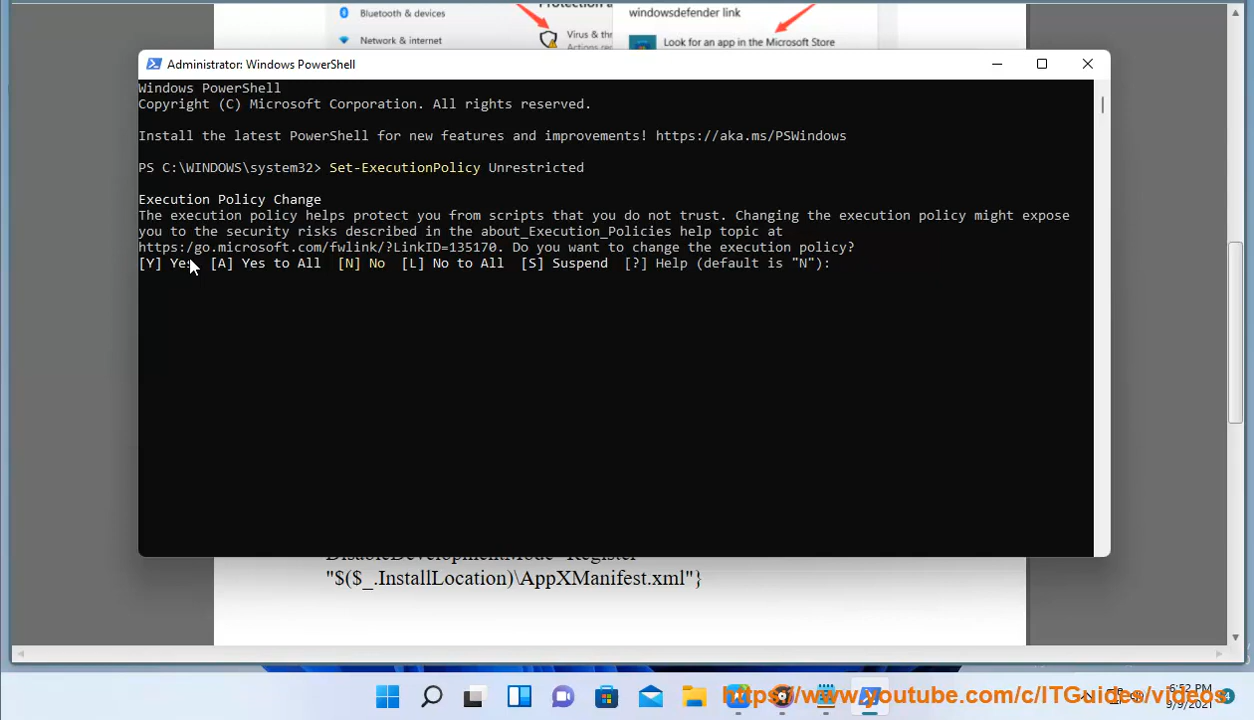 Bluetooth & devices
windowsdefender link
Virus & th
Network & internet
Look for an app in the Microsoft Store
Administrator: Windows PowerShell
Windows PowerShell
Copyright (C) Microsoft Corporation. All rights reserved.
Install the latest PowerShell for new features and improvements! https://aka.ms/PSWindows
PS C:\WINDOWS\system32> Set-ExecutionPolicy Unrestricted
Execution Policy Change
The execution policy helps protect you from scripts that you do not trust. Changing the execution policy might expose
you to the security risks described in the about_Execution_Policies help topic at
https:/go.microsoft.com/fwlink/?LinkID=135170. Do you want to change the execution policy?
[Y] Yes [A] Yes to All [N] No [L] No to All [S] Suspend [?] Help (default is "N"):
"$($_.InstallLocation)\AppXManifest.xml"}
https://www.youtube.com/c/ITGuides/videos
6:52 PM
9/9/2021